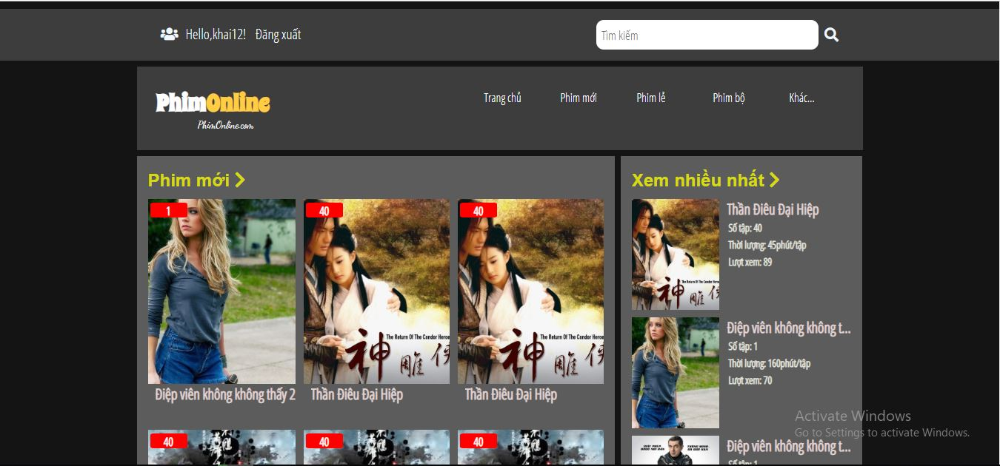 Hello,khai12! Đăng xuất
Tìm kiếm
PhimOnline
PhimOnline.com
Trang chủ Phim mới Phim lẻ Phim bộ Khác...
Phim mới
1
40
40
The Return Of The Condor Heroe
神雕侠
The Return Of The Condor Heroe
神雕侠
Điệp viên không không thấy 2
Thần Điêu Đại Hiệp
Thần Điêu Đại Hiệp
40
40
40
Xem nhiều nhất
The Return Of The Condor Heroe
神雕侠
Thần Điêu Đại Hiệp
Số tập: 40
Thời lượng: 45phút/tập
Lượt xem: 89
Điệp viên không không t...
Số tập: 1
Thời lượng: 160phút/tập
Lượt xem: 70
Điệp viên không không t...
Số tập: 1
Activate Windows
Go to Settings to activate Windows.